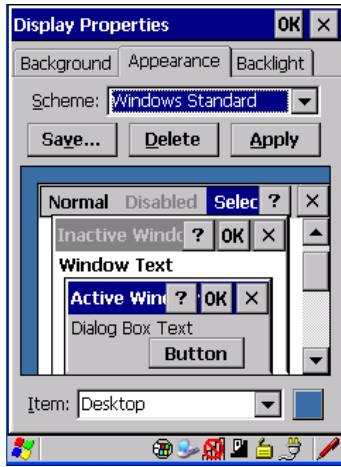 Display Properties OK
Background Appearance Backlight
Scheme: Windows Standard
Save... Delete Apply
Normal Disabled Selec ?
Inactive Windo ? OK
Window Text
Active Win ? OK
Dialog Box Text
Button
Item: Desktop